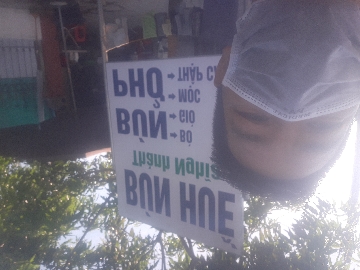 BÚN HUẾ
Thành Nghĩa
BÚN → BÒ
→ GIÒ
PHỞ → MỌC
→ THẬP